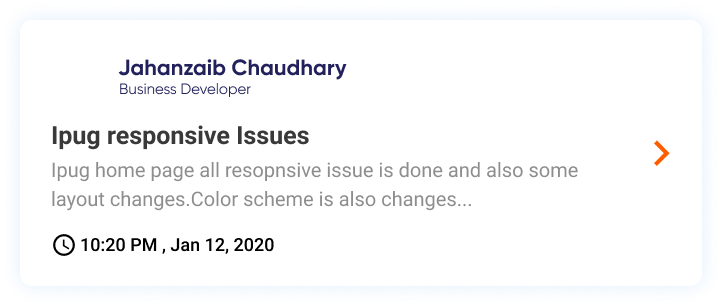 Jahanzaib Chaudhary
Business Developer
Ipug responsive Issues
Ipug home page all resopnsive issue is done and also some
layout changes.Color scheme is also changes...
10:20 PM , Jan 12, 2020